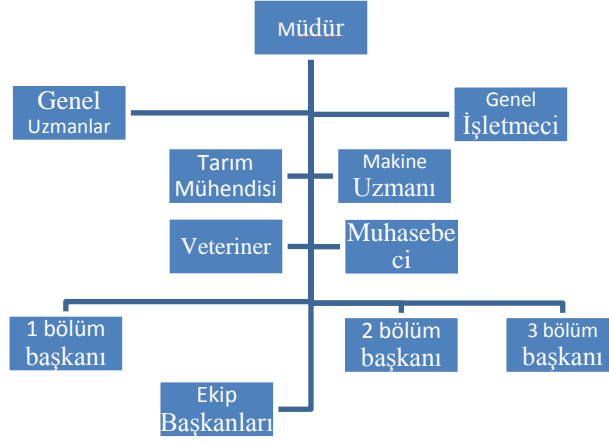 Müdür
Genel
Uzmanlar
Genel
İşletmeci
Tarım
Mühendisi
Makine
Uzmanı
Veteriner
Muhasebe
ci
1 bölüm
başkanı
2 bölüm
başkanı
3 bölüm
başkanı
Ekip
Başkanları